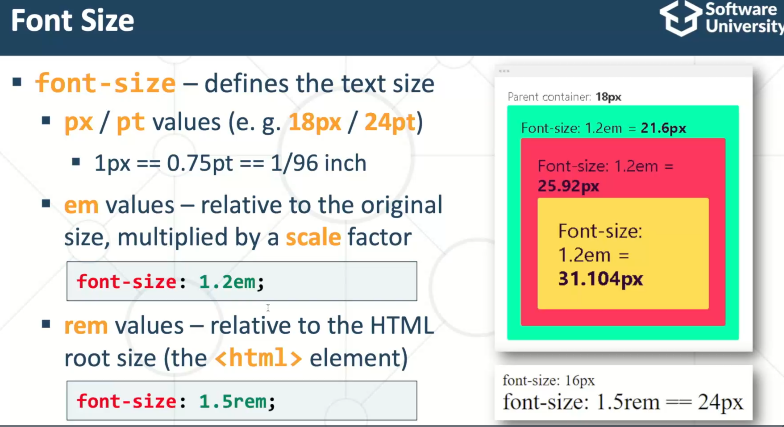 Font Size
Software
University
▪ font-size – defines the text size
▪ px / pt values (e. g. 18px / 24pt)
▪ 1px == 0.75pt == 1/96 inch
▪ em values – relative to the original
size, multiplied by a scale factor
font-size: 1.2em;
▪ rem values – relative to the HTML
root size (the <html> element)
font-size: 1.5rem;
Parent container: 18px
Font-size: 1.2em = 21.6px
Font-size: 1.2em =
25.92px
Font-size:
1.2em =
31.104px
font-size: 16px
font-size: 1.5rem == 24px